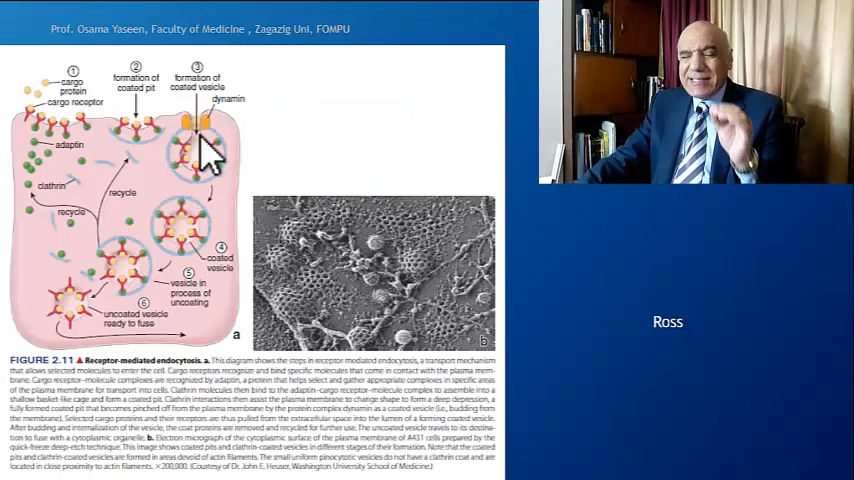 Prof. Osama Yaseen, Faculty of Medicine , Zagazig Uni, FOMPU
1
cargo
protein
cargo receptor
2
formation of
coated pit
3
formation of
coated vesicle
dynamin
adaptin
clathrin
recycle
recycle
4
coated
vesicle
5
vesicle in
process of
uncoating
6
uncoated vesicle
ready to fuse
a
b
Ross
FIGURE 2.11 ▲ Receptor-mediated endocytosis. a. This diagram shows the steps in receptor mediated endocytosis, a transport mechanism
that allows selected molecules to enter the cell. Cargo receptors recognize and bind specific molecules that come in contact with the plasma mem-
brane. Cargo receptor–molecule complexes are recognized by adaptin, a protein that helps select and gather appropriate complexes in specific areas
of the plasma membrane for transport into cells. Clathrin molecules then bind to the adaptin–cargo receptor–molecule complex to assemble into a
shallow basket-like cage and form a coated pit. Clathrin interactions then assist the plasma membrane to change shape to form a deep depression, a
fully formed coated pit that becomes pinched off from the plasma membrane by the protein complex dynamin as a coated vesicle (i.e., budding from
the membrane). Selected cargo proteins and their receptors are thus pulled from the extracellular space into the lumen of a forming coated vesicle.
After budding and internalization of the vesicle, the coat proteins are removed and recycled for further use. The uncoated vesicle travels to its destina-
tion to fuse with a cytoplasmic organelle. b. Electron micrograph of the cytoplasmic surface of the plasma membrane of A431 cells prepared by the
quick-freeze deep-etch technique. This image shows coated pits and clathrin-coated vesicles in different stages of their formation. Note that the coated
pits and clathrin-coated vesicles are formed in areas devoid of actin filaments. The small uniform pinocytotic vesicles do not have a clathrin coat and are
located in close proximity to actin filaments. ×200,000. (Courtesy of Dr. John E. Heuser, Washington University School of Medicine.)